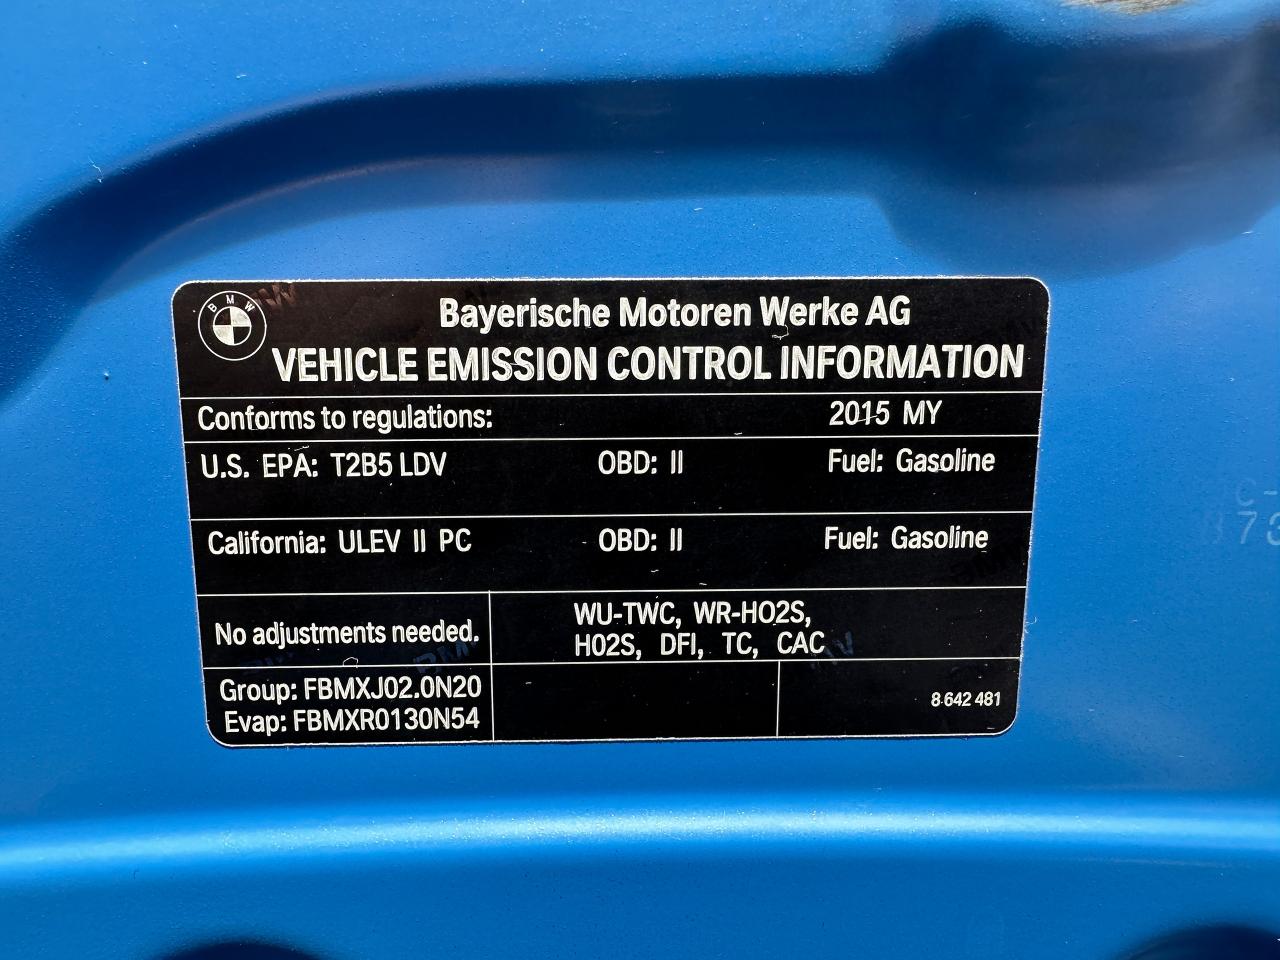 BMW
Bayerische Motoren Werke AG
VEHICLE EMISSION CONTROL INFORMATION
Conforms to regulations: 2015 MY
U.S. EPA: T2B5 LDV OBD: II Fuel: Gasoline
California: ULEV II PC OBD: II Fuel: Gasoline
No adjustments needed.
WU-TWC, WR-HO2S,
H02S, DFI, TC, CAC
Group: FBMXJ02.0N20
Evap: FBMXR0130N54
8 642 481